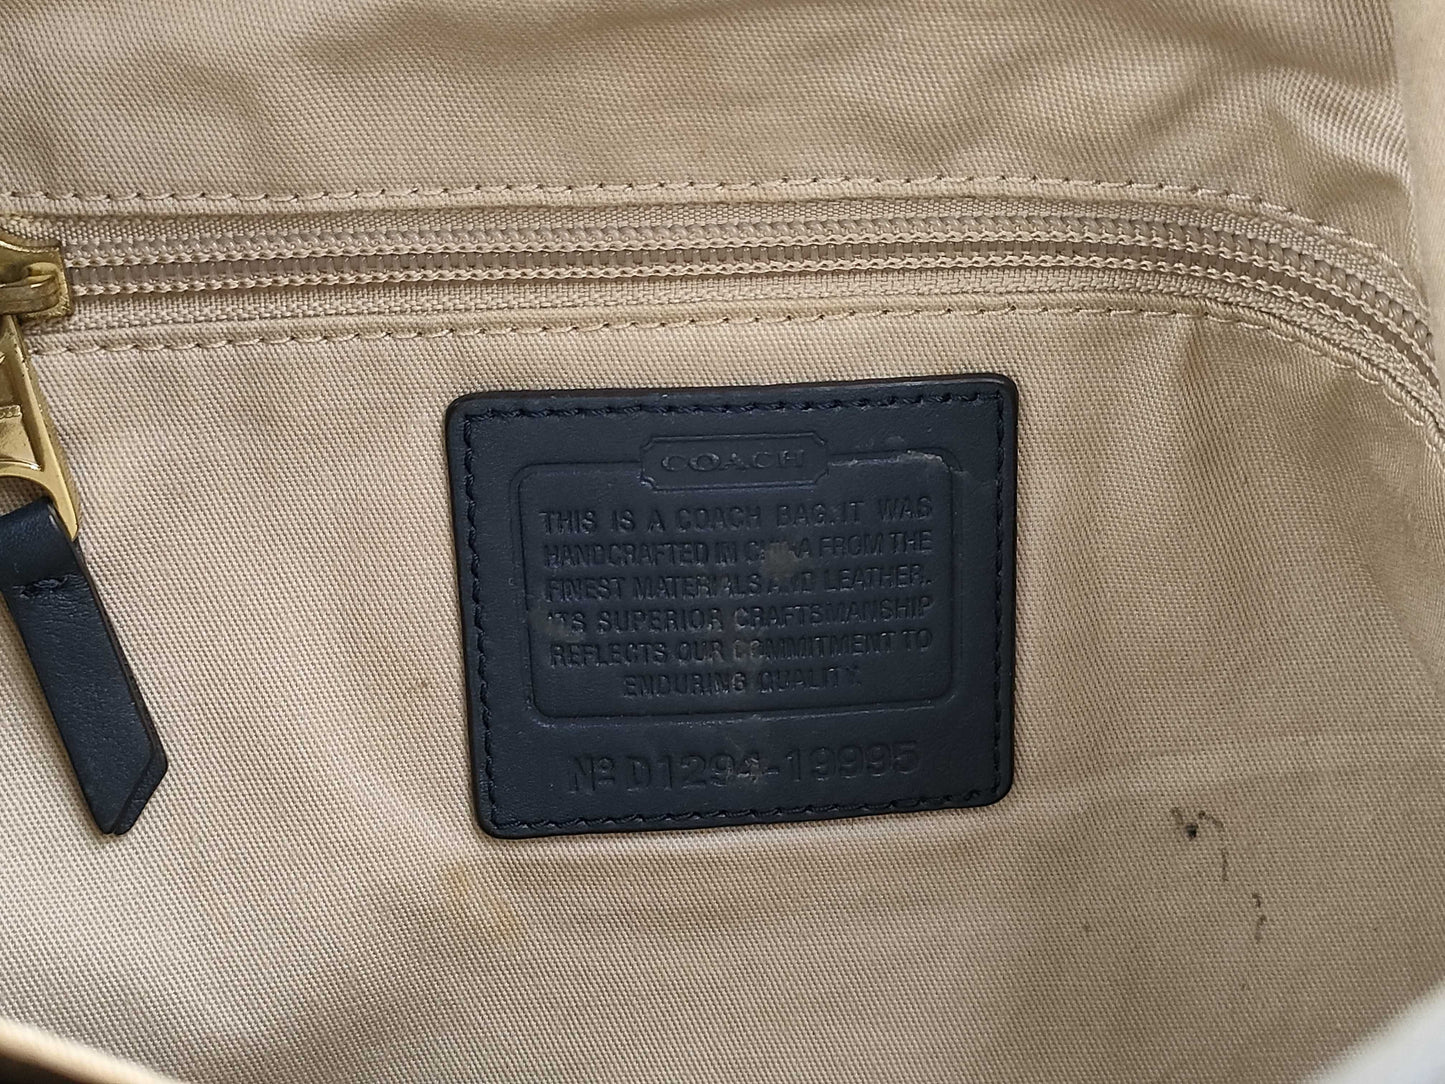 COACH
THIS IS A COACH BAG. IT WAS
HANDCRAFTED IN CHINA FROM THE
FINEST MATERIALS AND LEATHER.
ITS SUPERIOR CRAFTSMANSHIP
REFLECTS OUR COMMITMENT TO
ENDURING QUALITY.
Nº D1294-19995